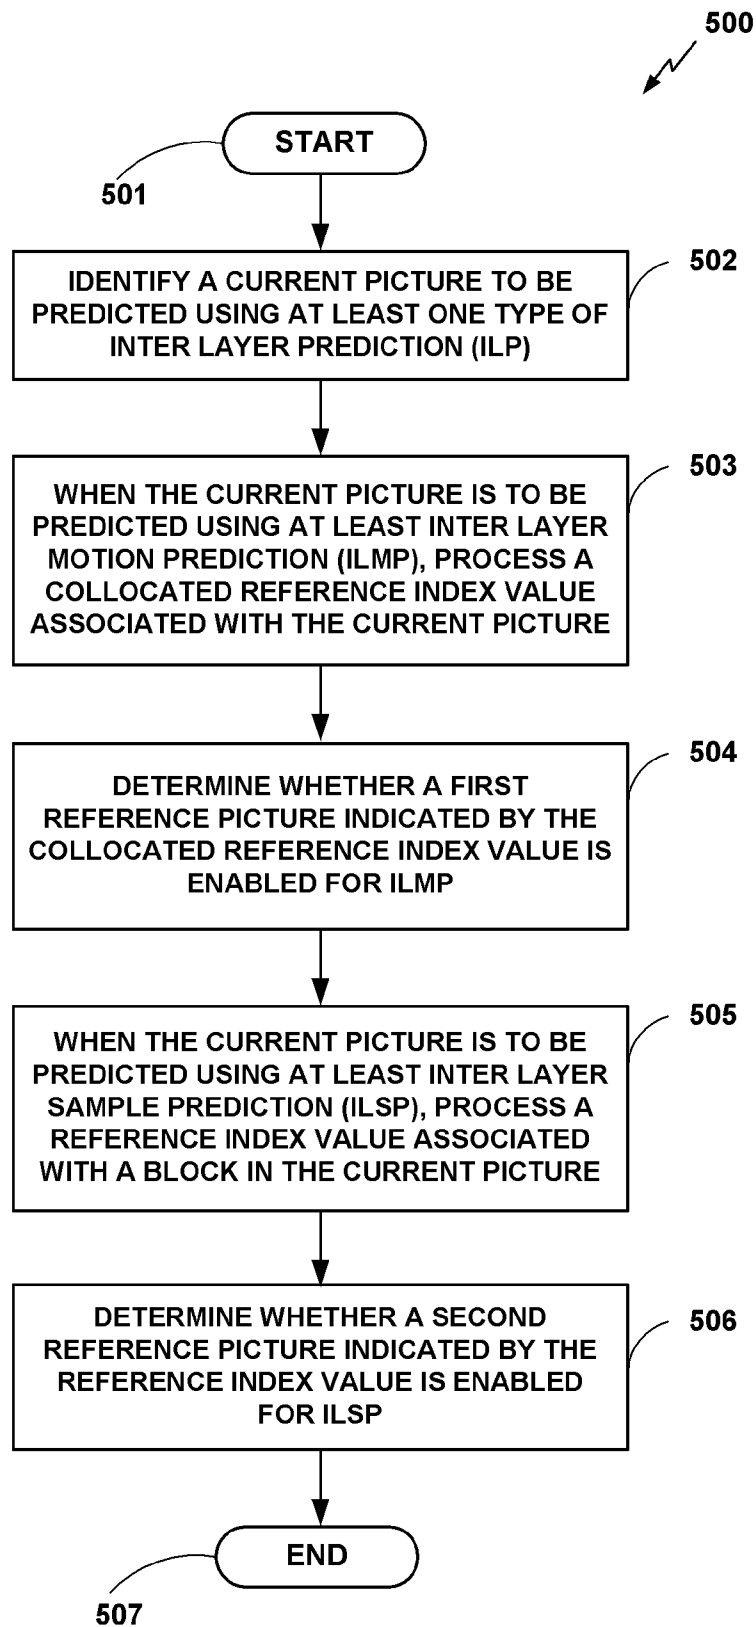 500
START
501
502
IDENTIFY A CURRENT PICTURE TO BE
PREDICTED USING AT LEAST ONE TYPE OF
INTER LAYER PREDICTION (ILP)
503
WHEN THE CURRENT PICTURE IS TO BE
PREDICTED USING AT LEAST INTER LAYER
MOTION PREDICTION (ILMP), PROCESS A
COLLOCATED REFERENCE INDEX VALUE
ASSOCIATED WITH THE CURRENT PICTURE
504
DETERMINE WHETHER A FIRST
REFERENCE PICTURE INDICATED BY THE
COLLOCATED REFERENCE INDEX VALUE IS
ENABLED FOR ILMP
505
WHEN THE CURRENT PICTURE IS TO BE
PREDICTED USING AT LEAST INTER LAYER
SAMPLE PREDICTION (ILSP), PROCESS A
REFERENCE INDEX VALUE ASSOCIATED
WITH A BLOCK IN THE CURRENT PICTURE
506
DETERMINE WHETHER A SECOND
REFERENCE PICTURE INDICATED BY THE
REFERENCE INDEX VALUE IS ENABLED
FOR ILSP
END
507